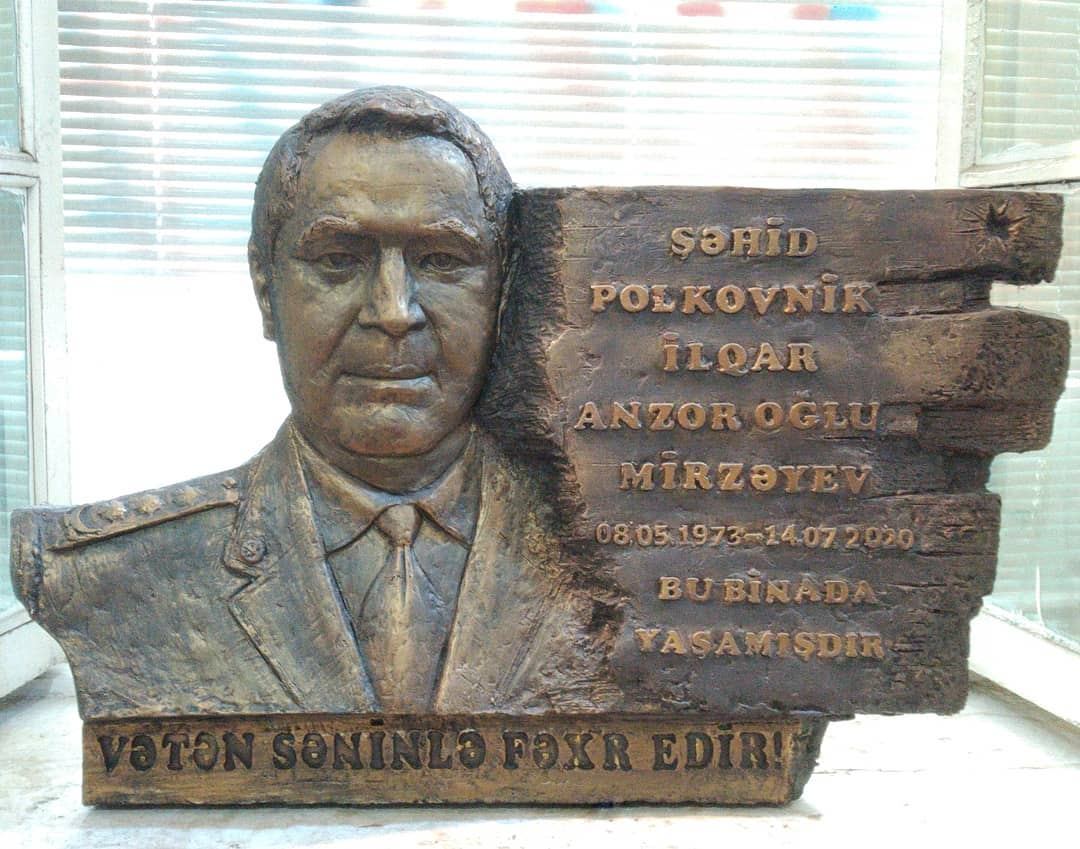 ŞƏHİD
POLKOVNİK
İLQAR
ANZOR OĞLU
MİRZƏYEV
08.05.1973-14.07.2020
BU BİNADA
YAŞAMIŞDIR
VƏTƏN SƏNİNLƏ FƏXR EDİR!